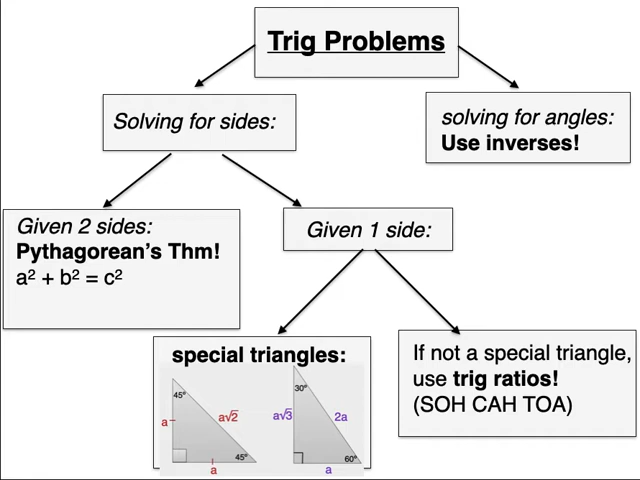 Trig Problems
Solving for sides:
solving for angles:
Use inverses!
Given 2 sides:
Pythagorean's Thm!
a² + b² = c²
Given 1 side:
special triangles:
45°
a
a√2
45°
a
30°
a√3
2a
60°
a
If not a special triangle,
use trig ratios!
(SOH CAH TOA)